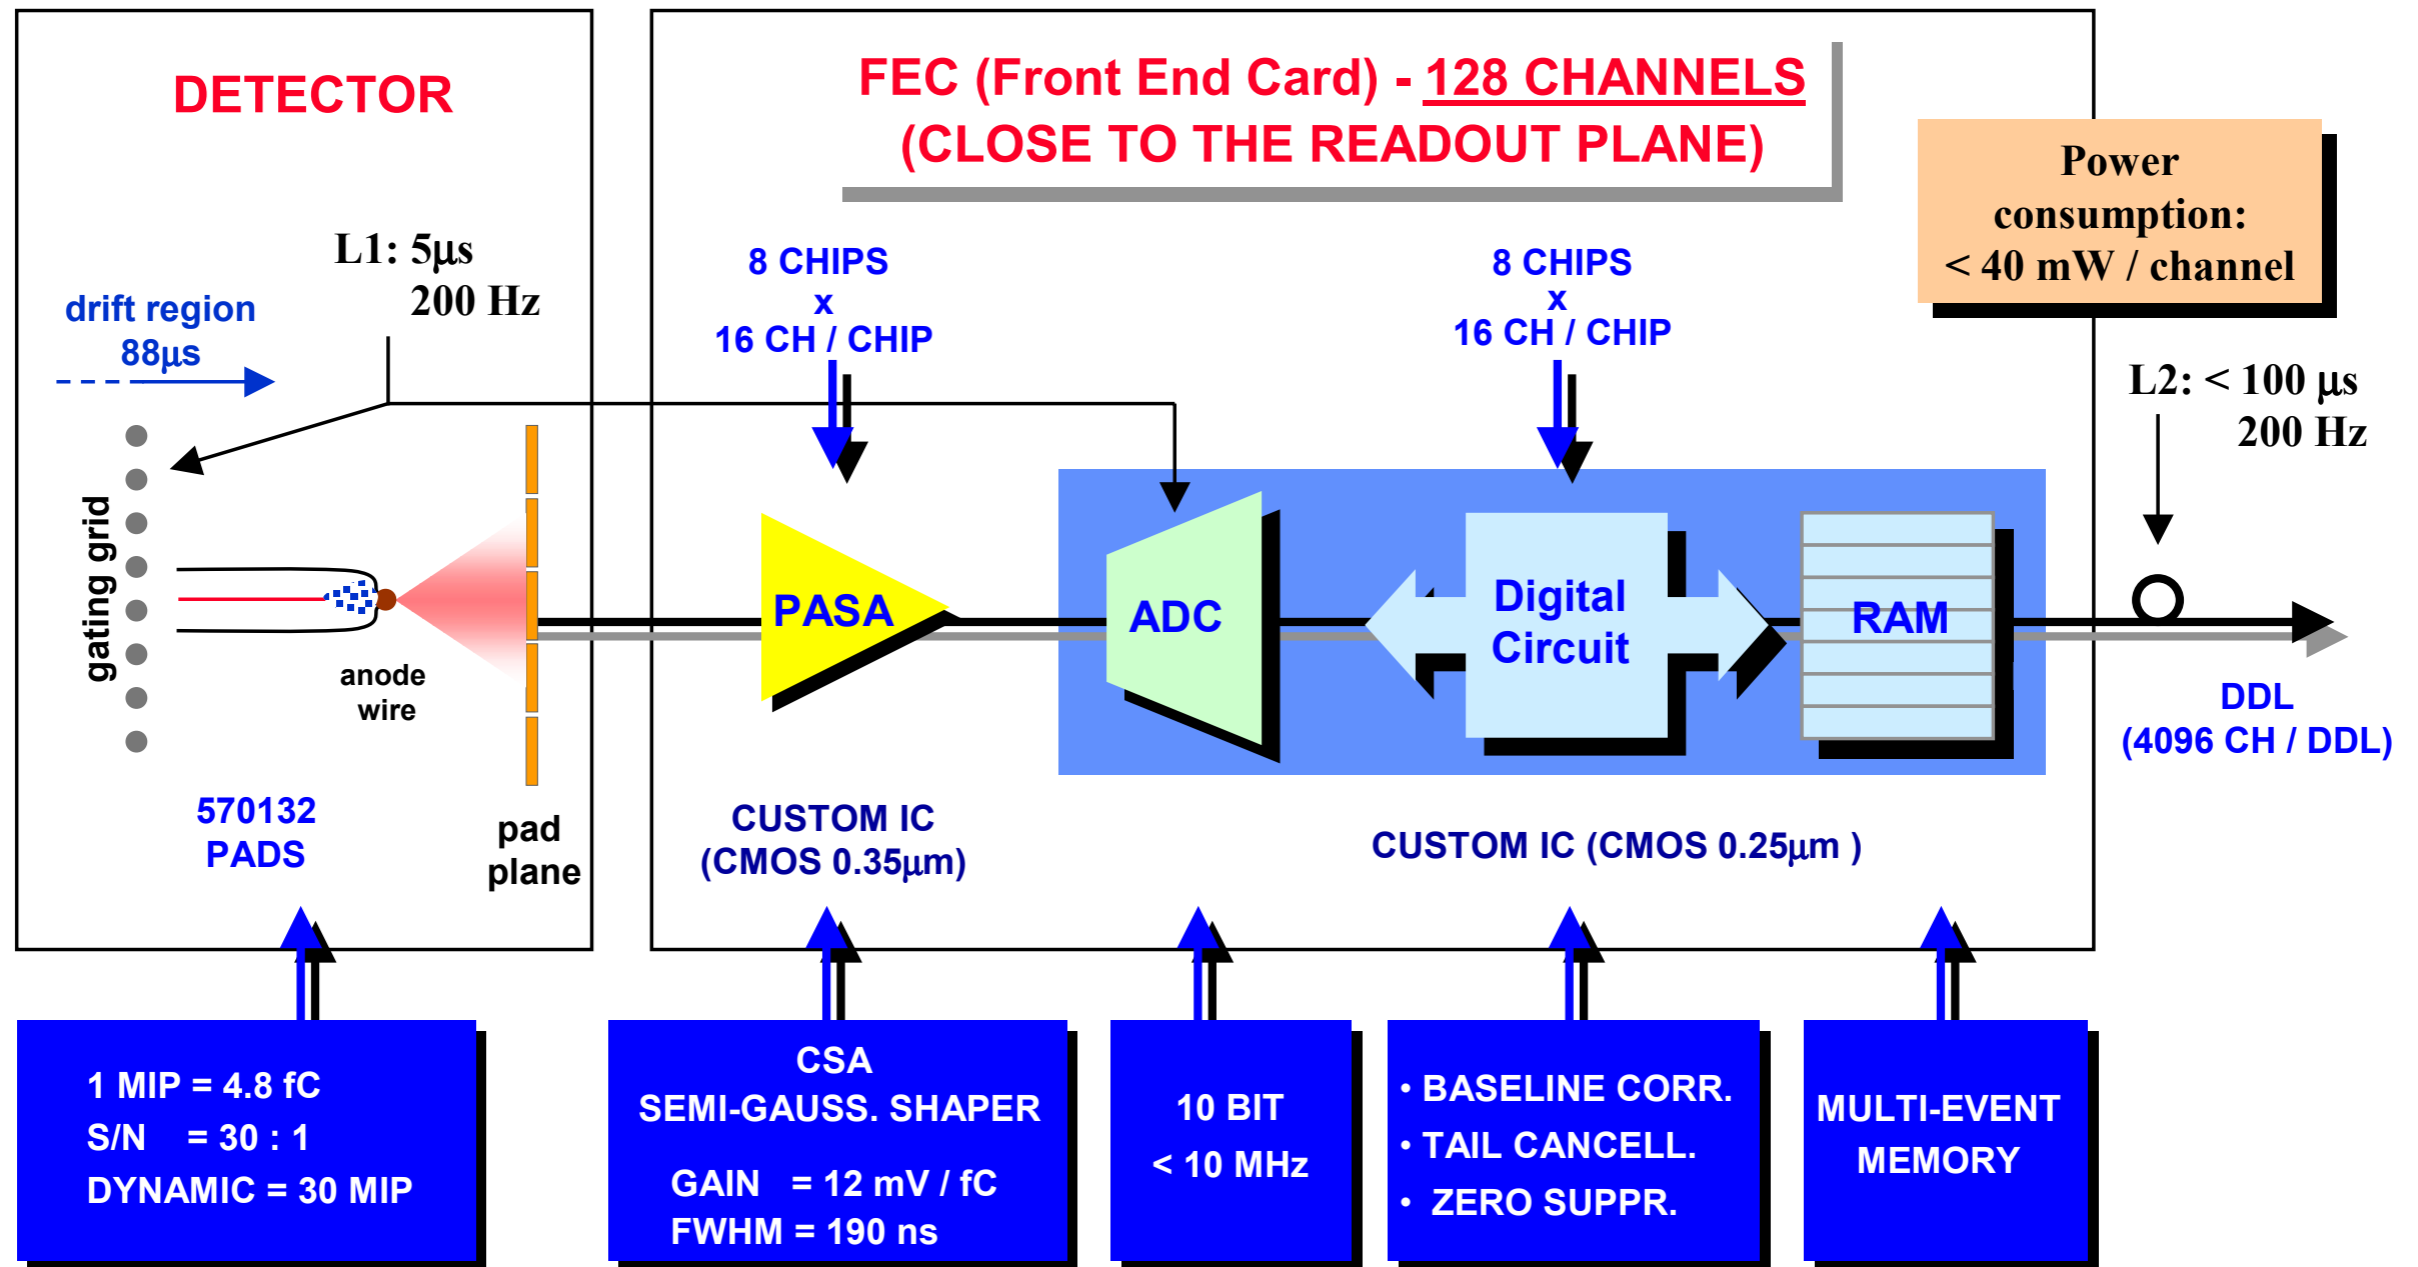 DETECTOR
L1: 5μs
200 Hz
drift region
88μs
gating grid
anode
wire
570132
PADS
pad
plane
FEC (Front End Card) - 128 CHANNELS
(CLOSE TO THE READOUT PLANE)
Power
consumption:
< 40 mW / channel
8 CHIPS
x
16 CH / CHIP
8 CHIPS
x
16 CH / CHIP
L2: < 100 μs
200 Hz
PASA
ADC
Digital
Circuit
RAM
DDL
(4096 CH / DDL)
CUSTOM IC
(CMOS 0.35μm)
CUSTOM IC (CMOS 0.25μm )
1 MIP = 4.8 fC
S/N = 30 : 1
DYNAMIC = 30 MIP
CSA
SEMI-GAUSS. SHAPER
GAIN = 12 mV / fC
FWHM = 190 ns
10 BIT
< 10 MHz
• BASELINE CORR.
• TAIL CANCELL.
• ZERO SUPPR.
MULTI-EVENT
MEMORY